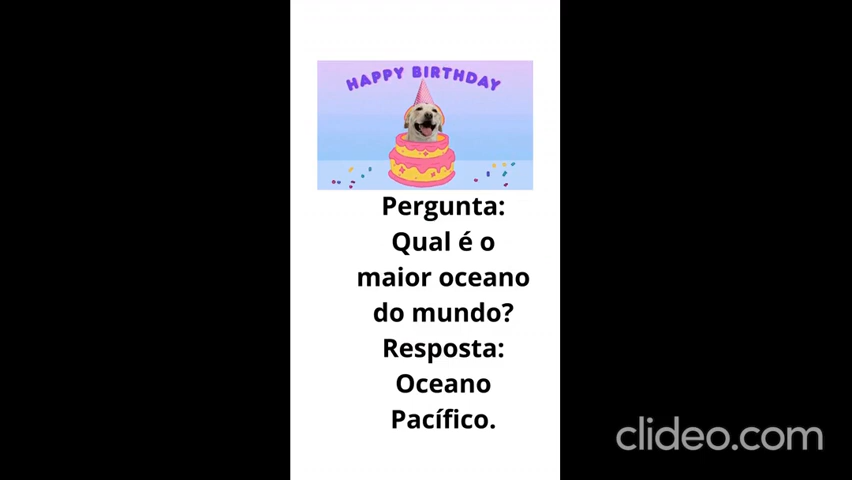 HAPPY BIRTHDAY
Pergunta:
Qual é o
maior oceano
do mundo?
Resposta:
Oceano
Pacífico.
clideo.com